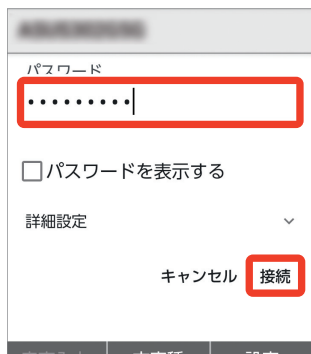 パスワード
•••••••••
パスワードを表示する
詳細設定
キャンセル 接続